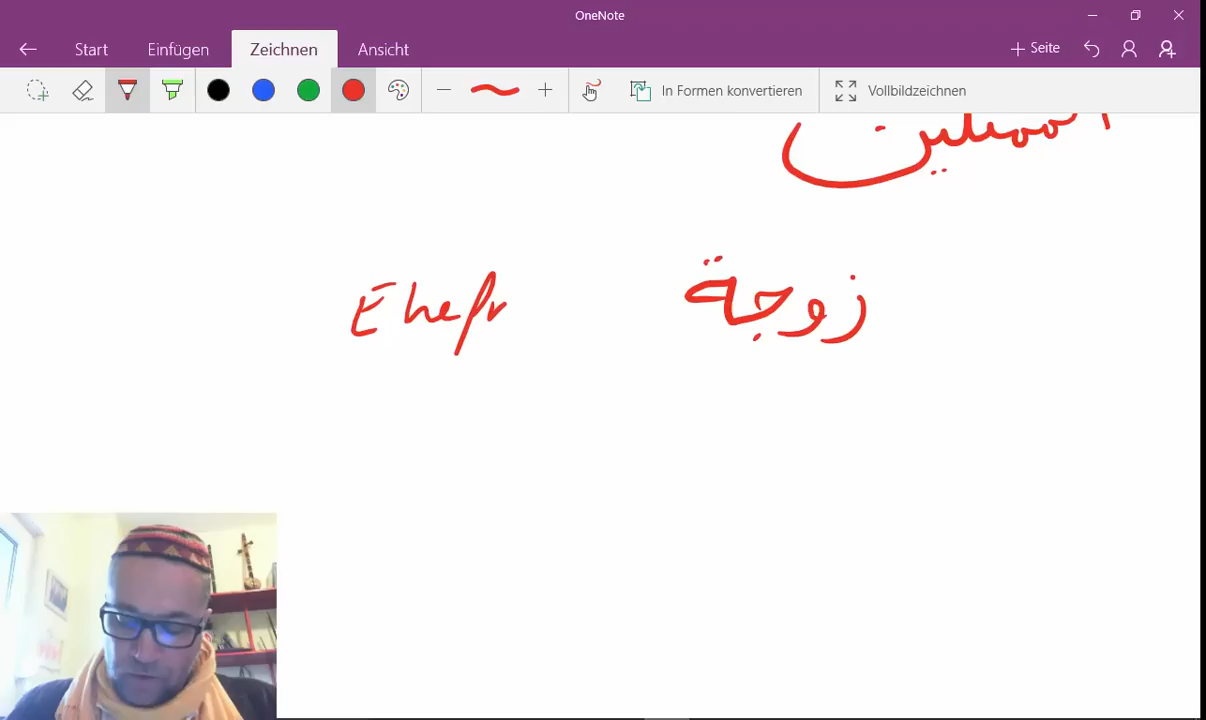 OneNote
Start Einfügen Zeichnen Ansicht Seite
In Formen konvertieren Vollbildzeichnen
Ehefr زوجة